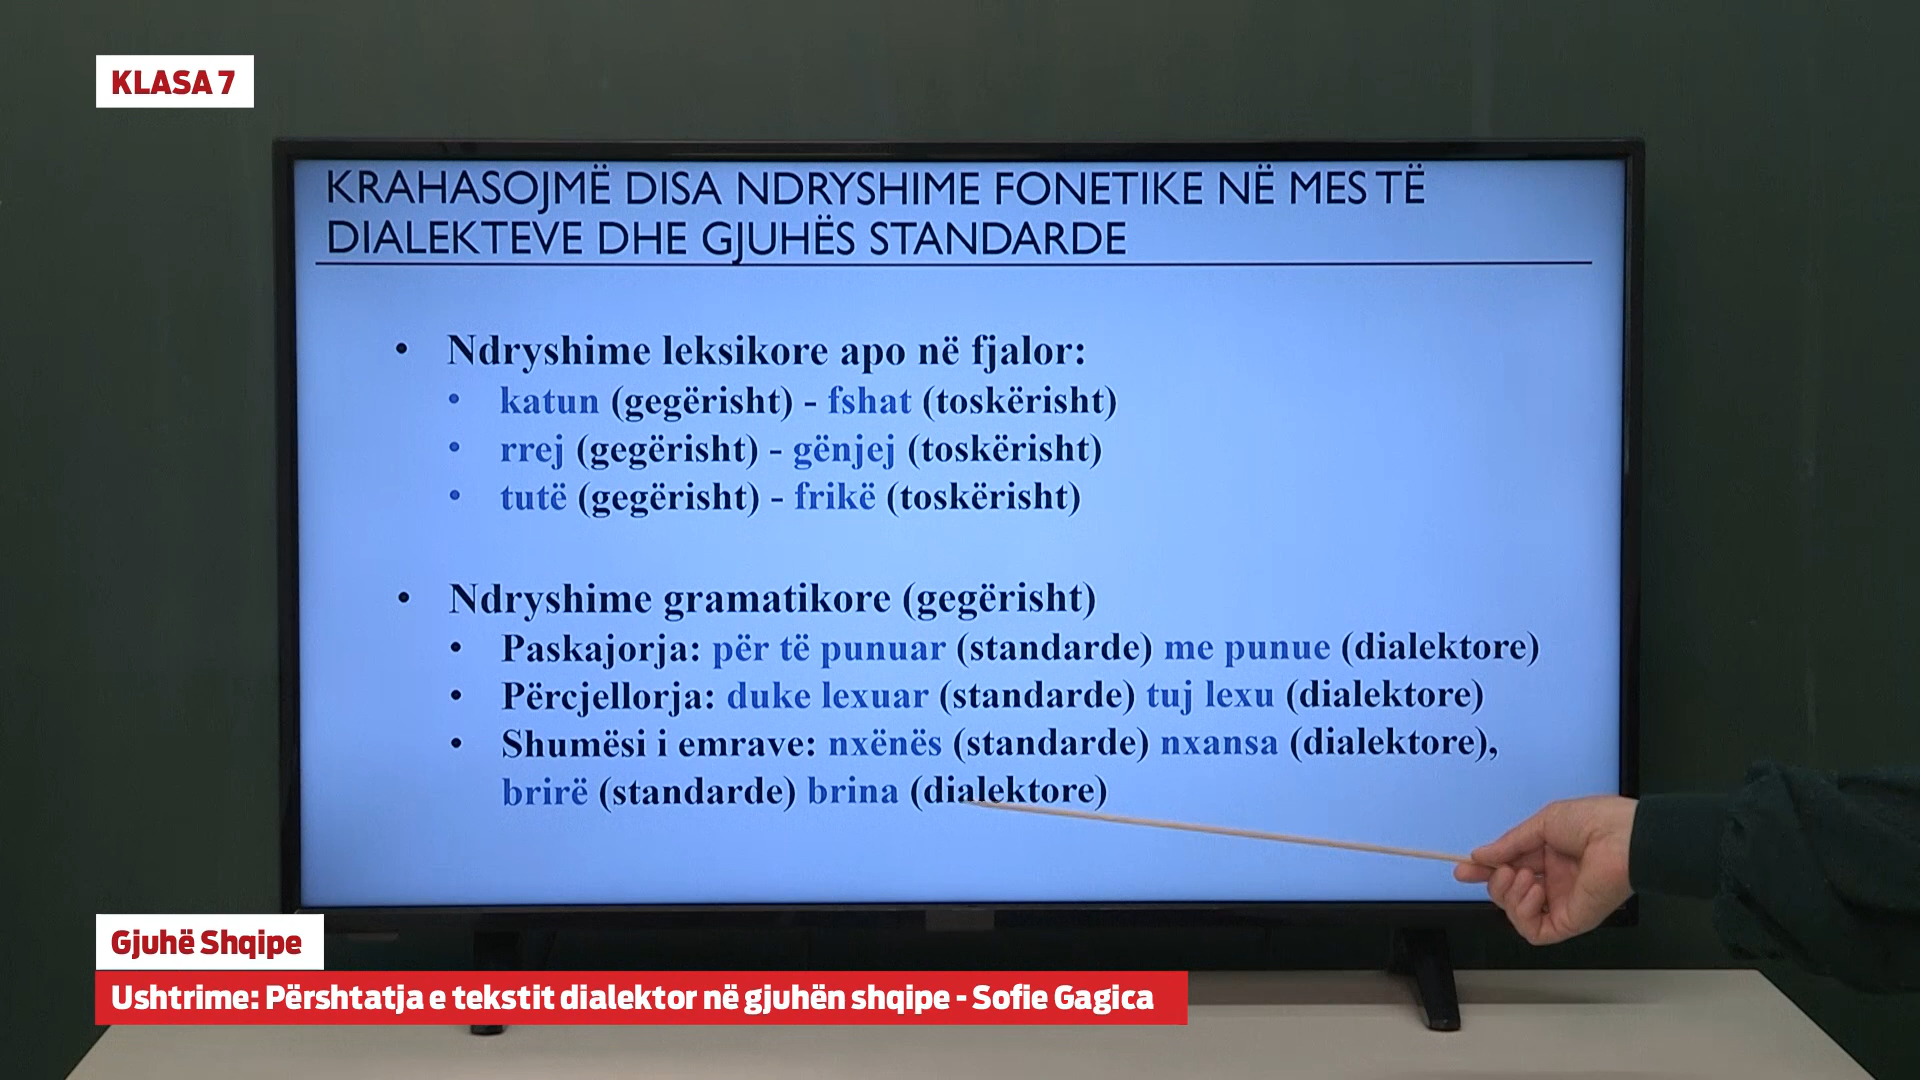 KLASA 7
KRAHASOJMË DISA NDRYSHIME FONETIKE NË MES TË
DIALEKTEVE DHE GJUHËS STANDARDE
• Ndryshime leksikore apo në fjalor:
• katun (gegërisht) - fshat (toskërisht)
• rrej (gegërisht) - gënjej (toskërisht)
• tutë (gegërisht) - frikë (toskërisht)
• Ndryshime gramatikore (gegërisht)
• Paskajorja: për të punuar (standarde) me punue (dialektore)
• Përcjellorja: duke lexuar (standarde) tuj lexu (dialektore)
• Shumësi i emrave: nxënës (standarde) nxansa (dialektore),
brirë (standarde) brina (dialektore)
Gjuhë Shqipe
Ushtrime: Përshtatja e tekstit dialektor në gjuhën shqipe - Sofie Gagica